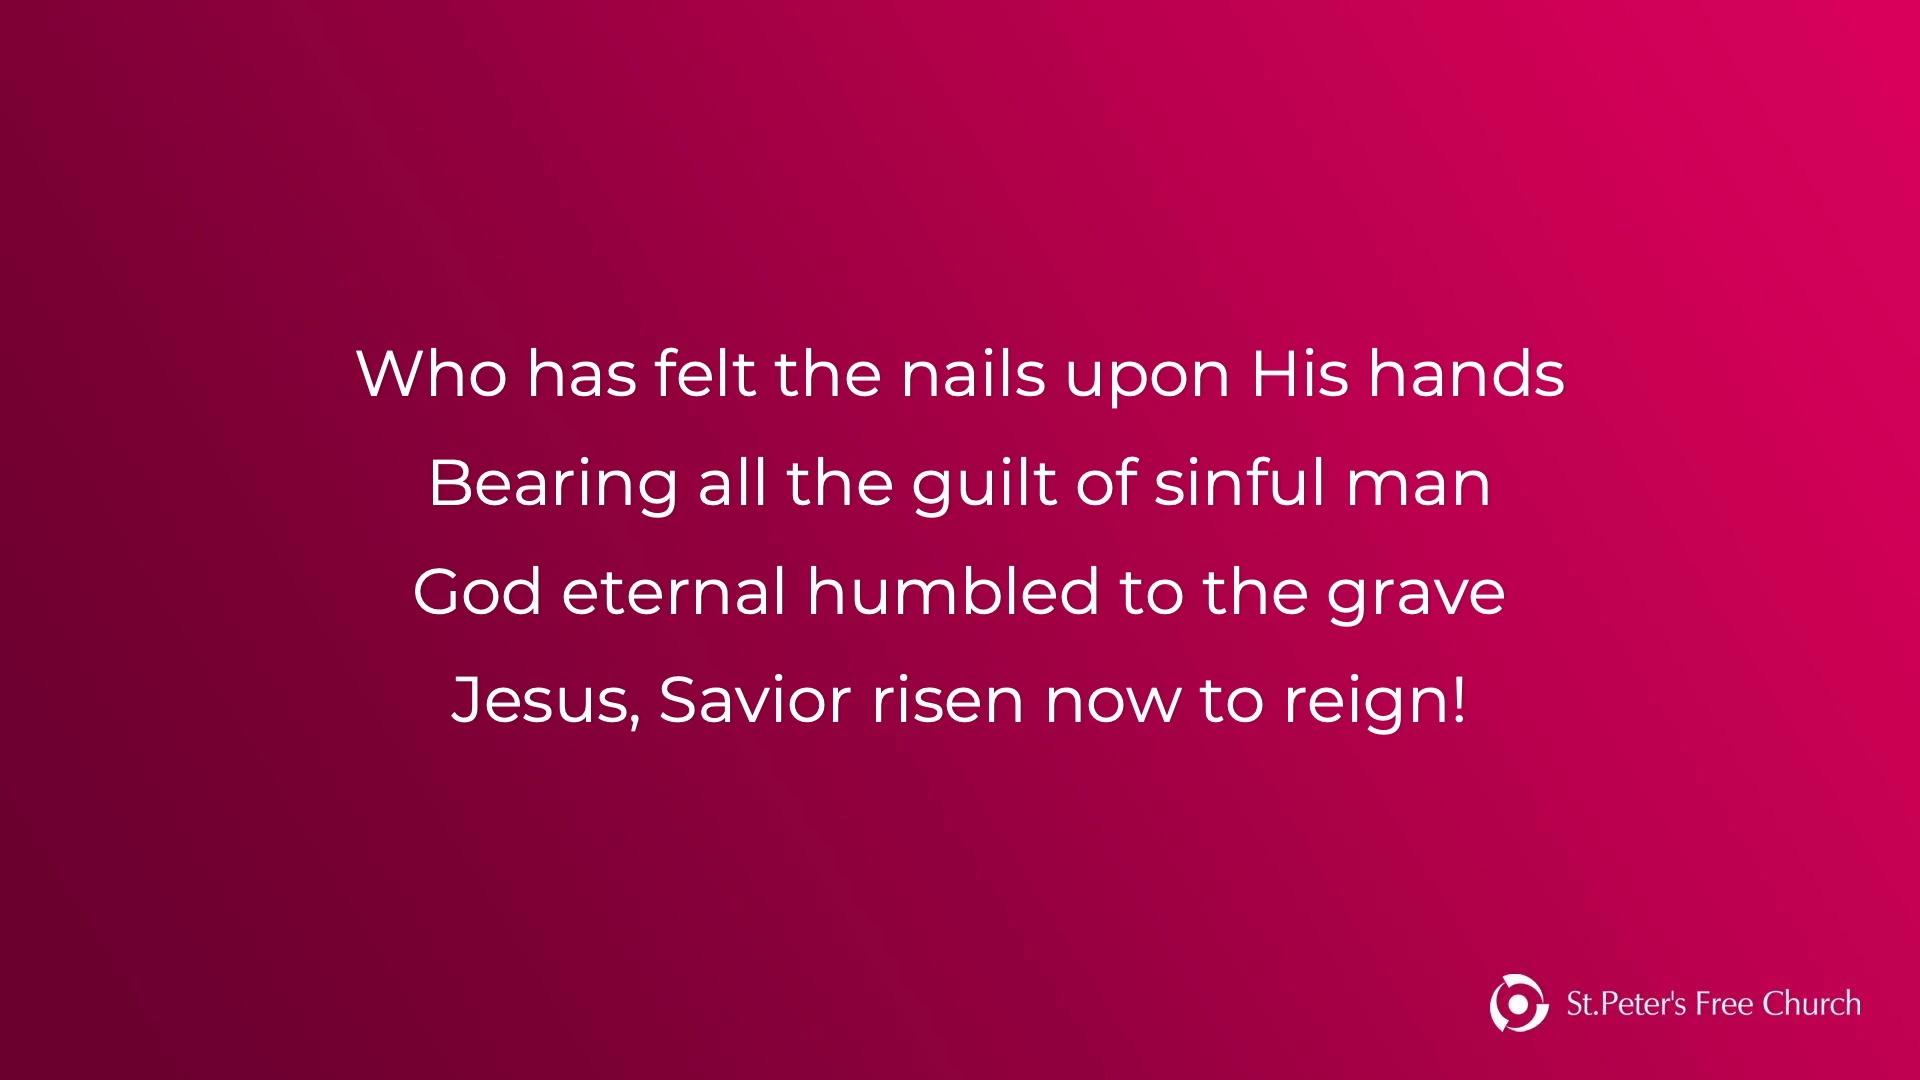 Who has felt the nails upon His hands
Bearing all the guilt of sinful man
God eternal humbled to the grave
Jesus, Savior risen now to reign!
St.Peter's Free Church